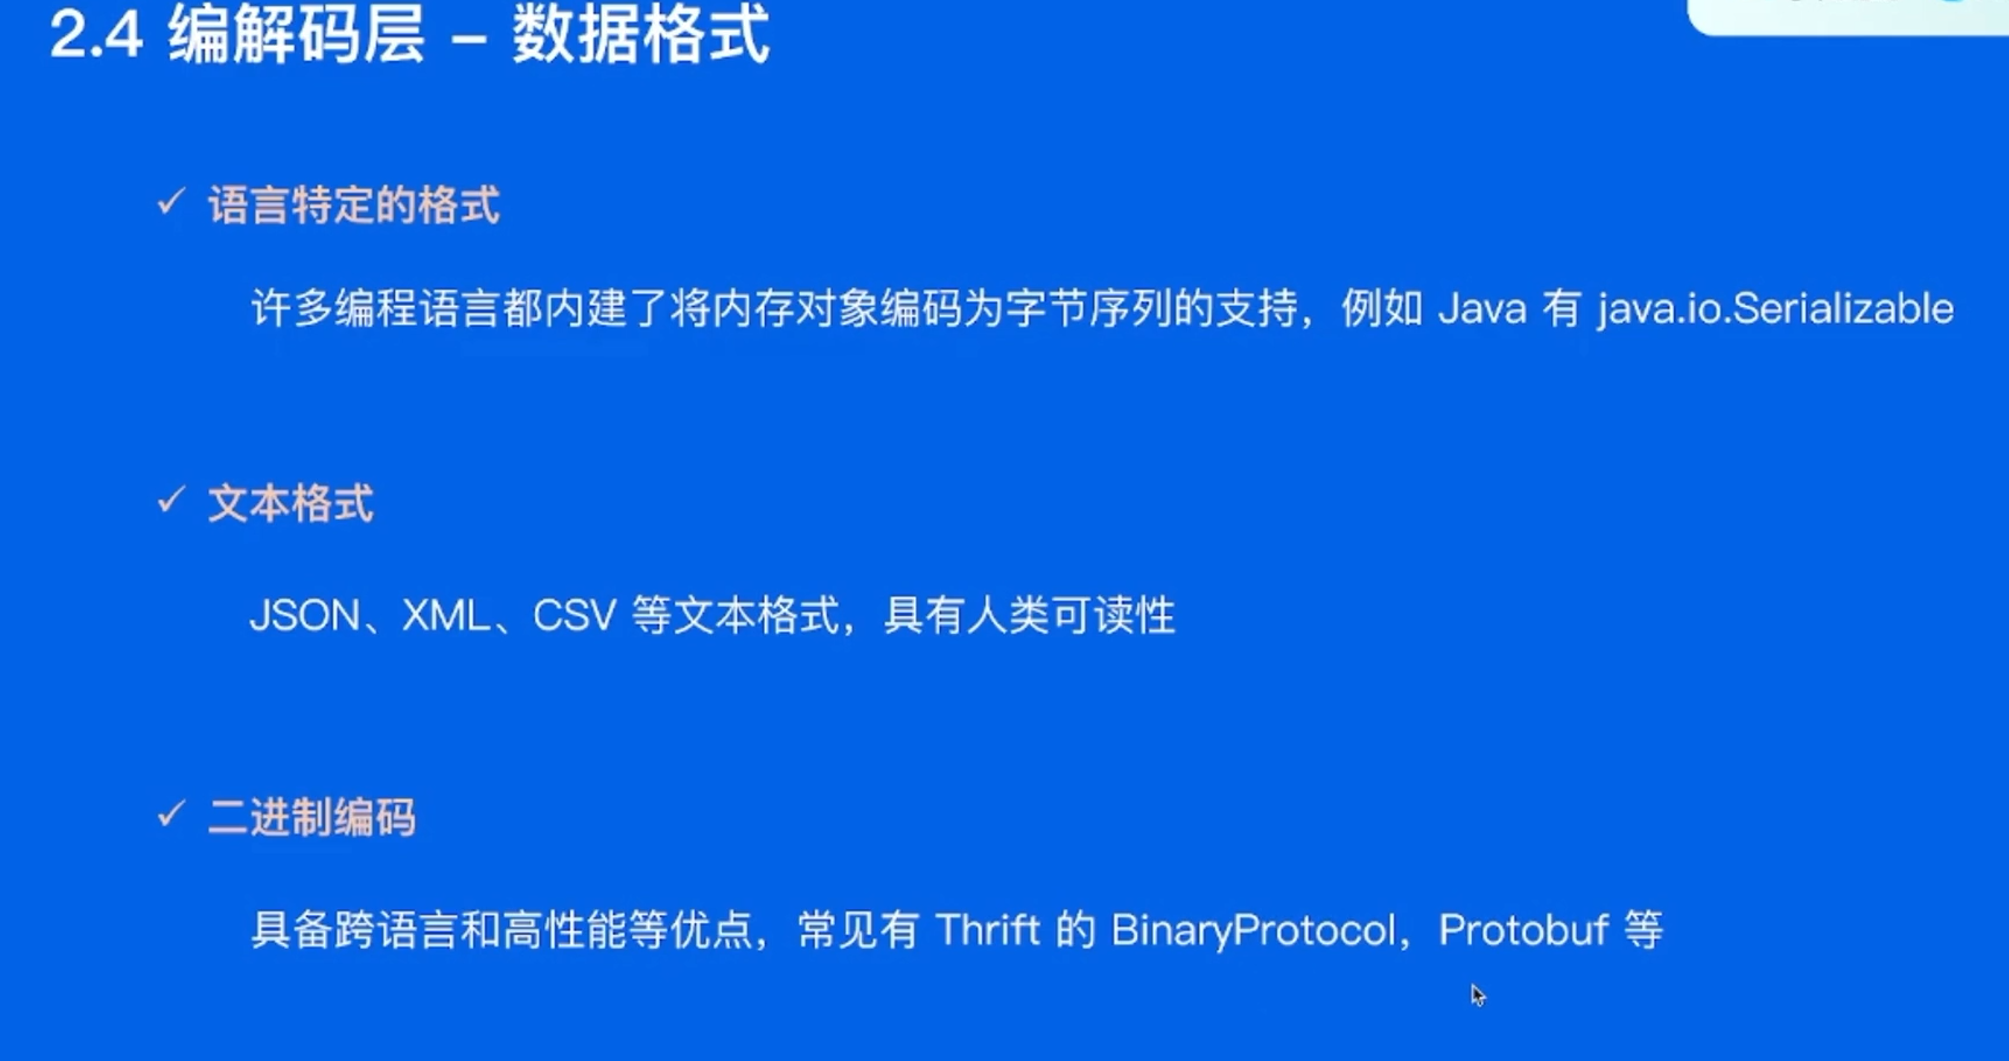 2.4 编解码层 – 数据格式
✓ 语言特定的格式
许多编程语言都内建了将内存对象编码为字节序列的支持，例如 Java 有 java.io.Serializable
✓ 文本格式
JSON、XML、CSV 等文本格式，具有人类可读性
✓ 二进制编码
具备跨语言和高性能等优点，常见有 Thrift 的 BinaryProtocol，Protobuf 等